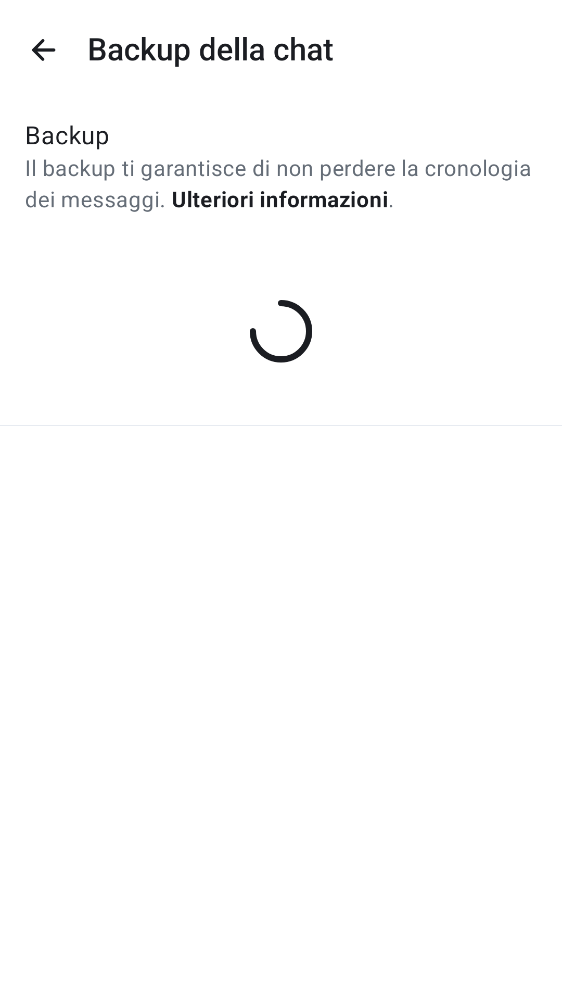 Backup della chat
Backup
Il backup ti garantisce di non perdere la cronologia
dei messaggi. Ulteriori informazioni.